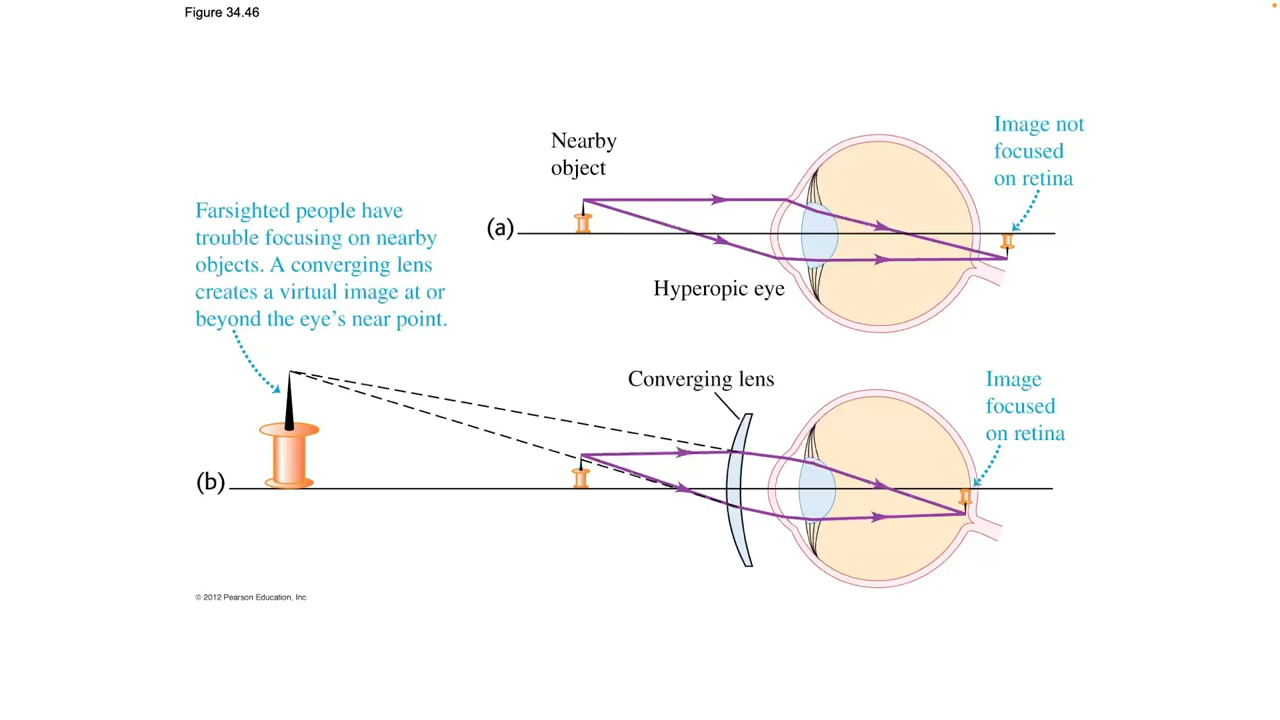 Figure 34.46
Nearby
object
Image not
focused
on retina
(a)
Hyperopic eye
Farsighted people have
trouble focusing on nearby
objects. A converging lens
creates a virtual image at or
beyond the eye's near point.
Converging lens
Image
focused
on retina
(b)
© 2012 Pearson Education, Inc.